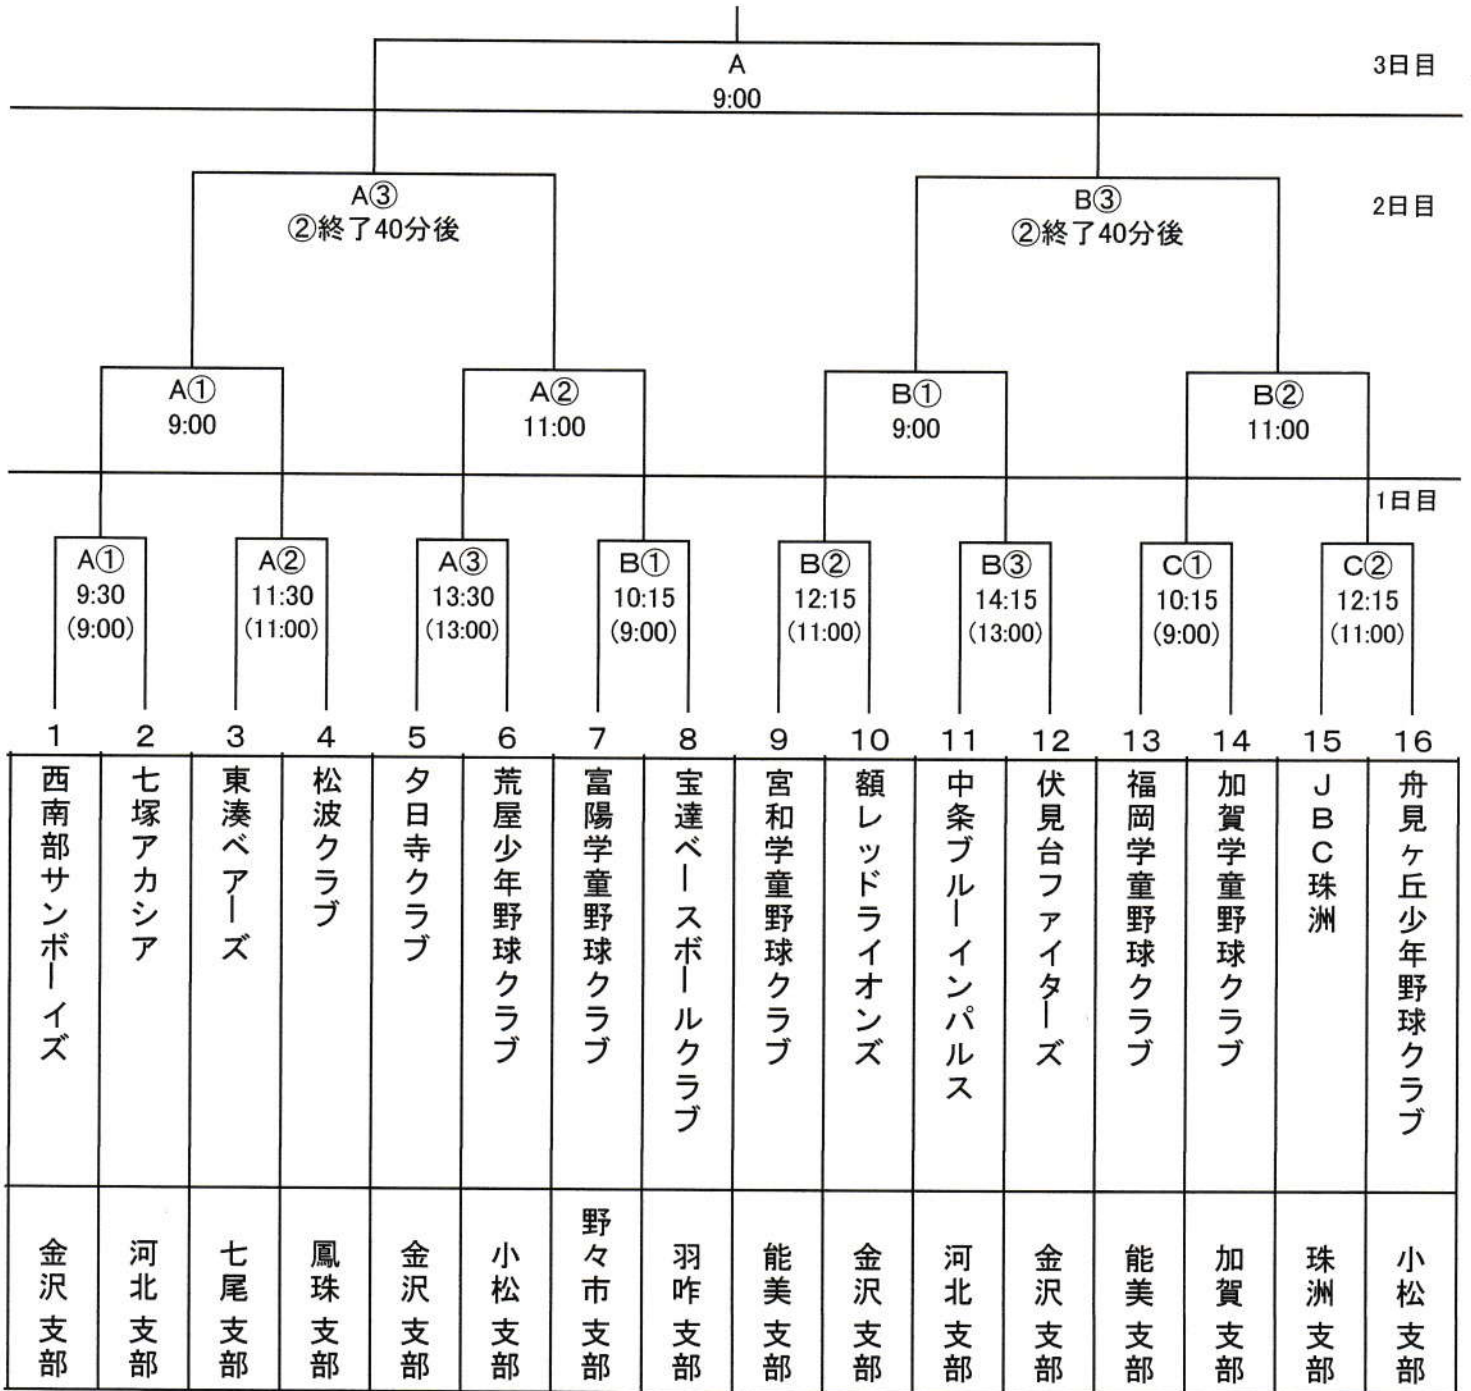 A
9:00
3日目
A③
②終了40分後
B③
②終了40分後
2日目
A①
9:00
A②
11:00
B①
9:00
B②
11:00
1日目
A①
9:30
(9:00)
A②
11:30
(11:00)
A③
13:30
(13:00)
B①
10:15
(9:00)
B②
12:15
(11:00)
B③
14:15
(13:00)
C①
10:15
(9:00)
C②
12:15
(11:00)
1
2
3
4
5
6
7
8
9
10
11
12
13
14
15
16
西南部サンボーイズ
七塚アカシア
東湊ベアーズ
松波クラブ
夕日寺クラブ
荒屋少年野球クラブ
富陽学童野球クラブ
宝達ベースボールクラブ
宮和学童野球クラブ
額レッドライオンズ
中条ブルーインパルス
伏見台ファイターズ
福岡学童野球クラブ
加賀学童野球クラブ
JBC珠洲
舟見ヶ丘少年野球クラブ
金沢支部
河北支部
七尾支部
鳳珠支部
金沢支部
小松支部
野々市支部
羽咋支部
能美支部
金沢支部
河北支部
金沢支部
能美支部
加賀支部
珠洲支部
小松支部